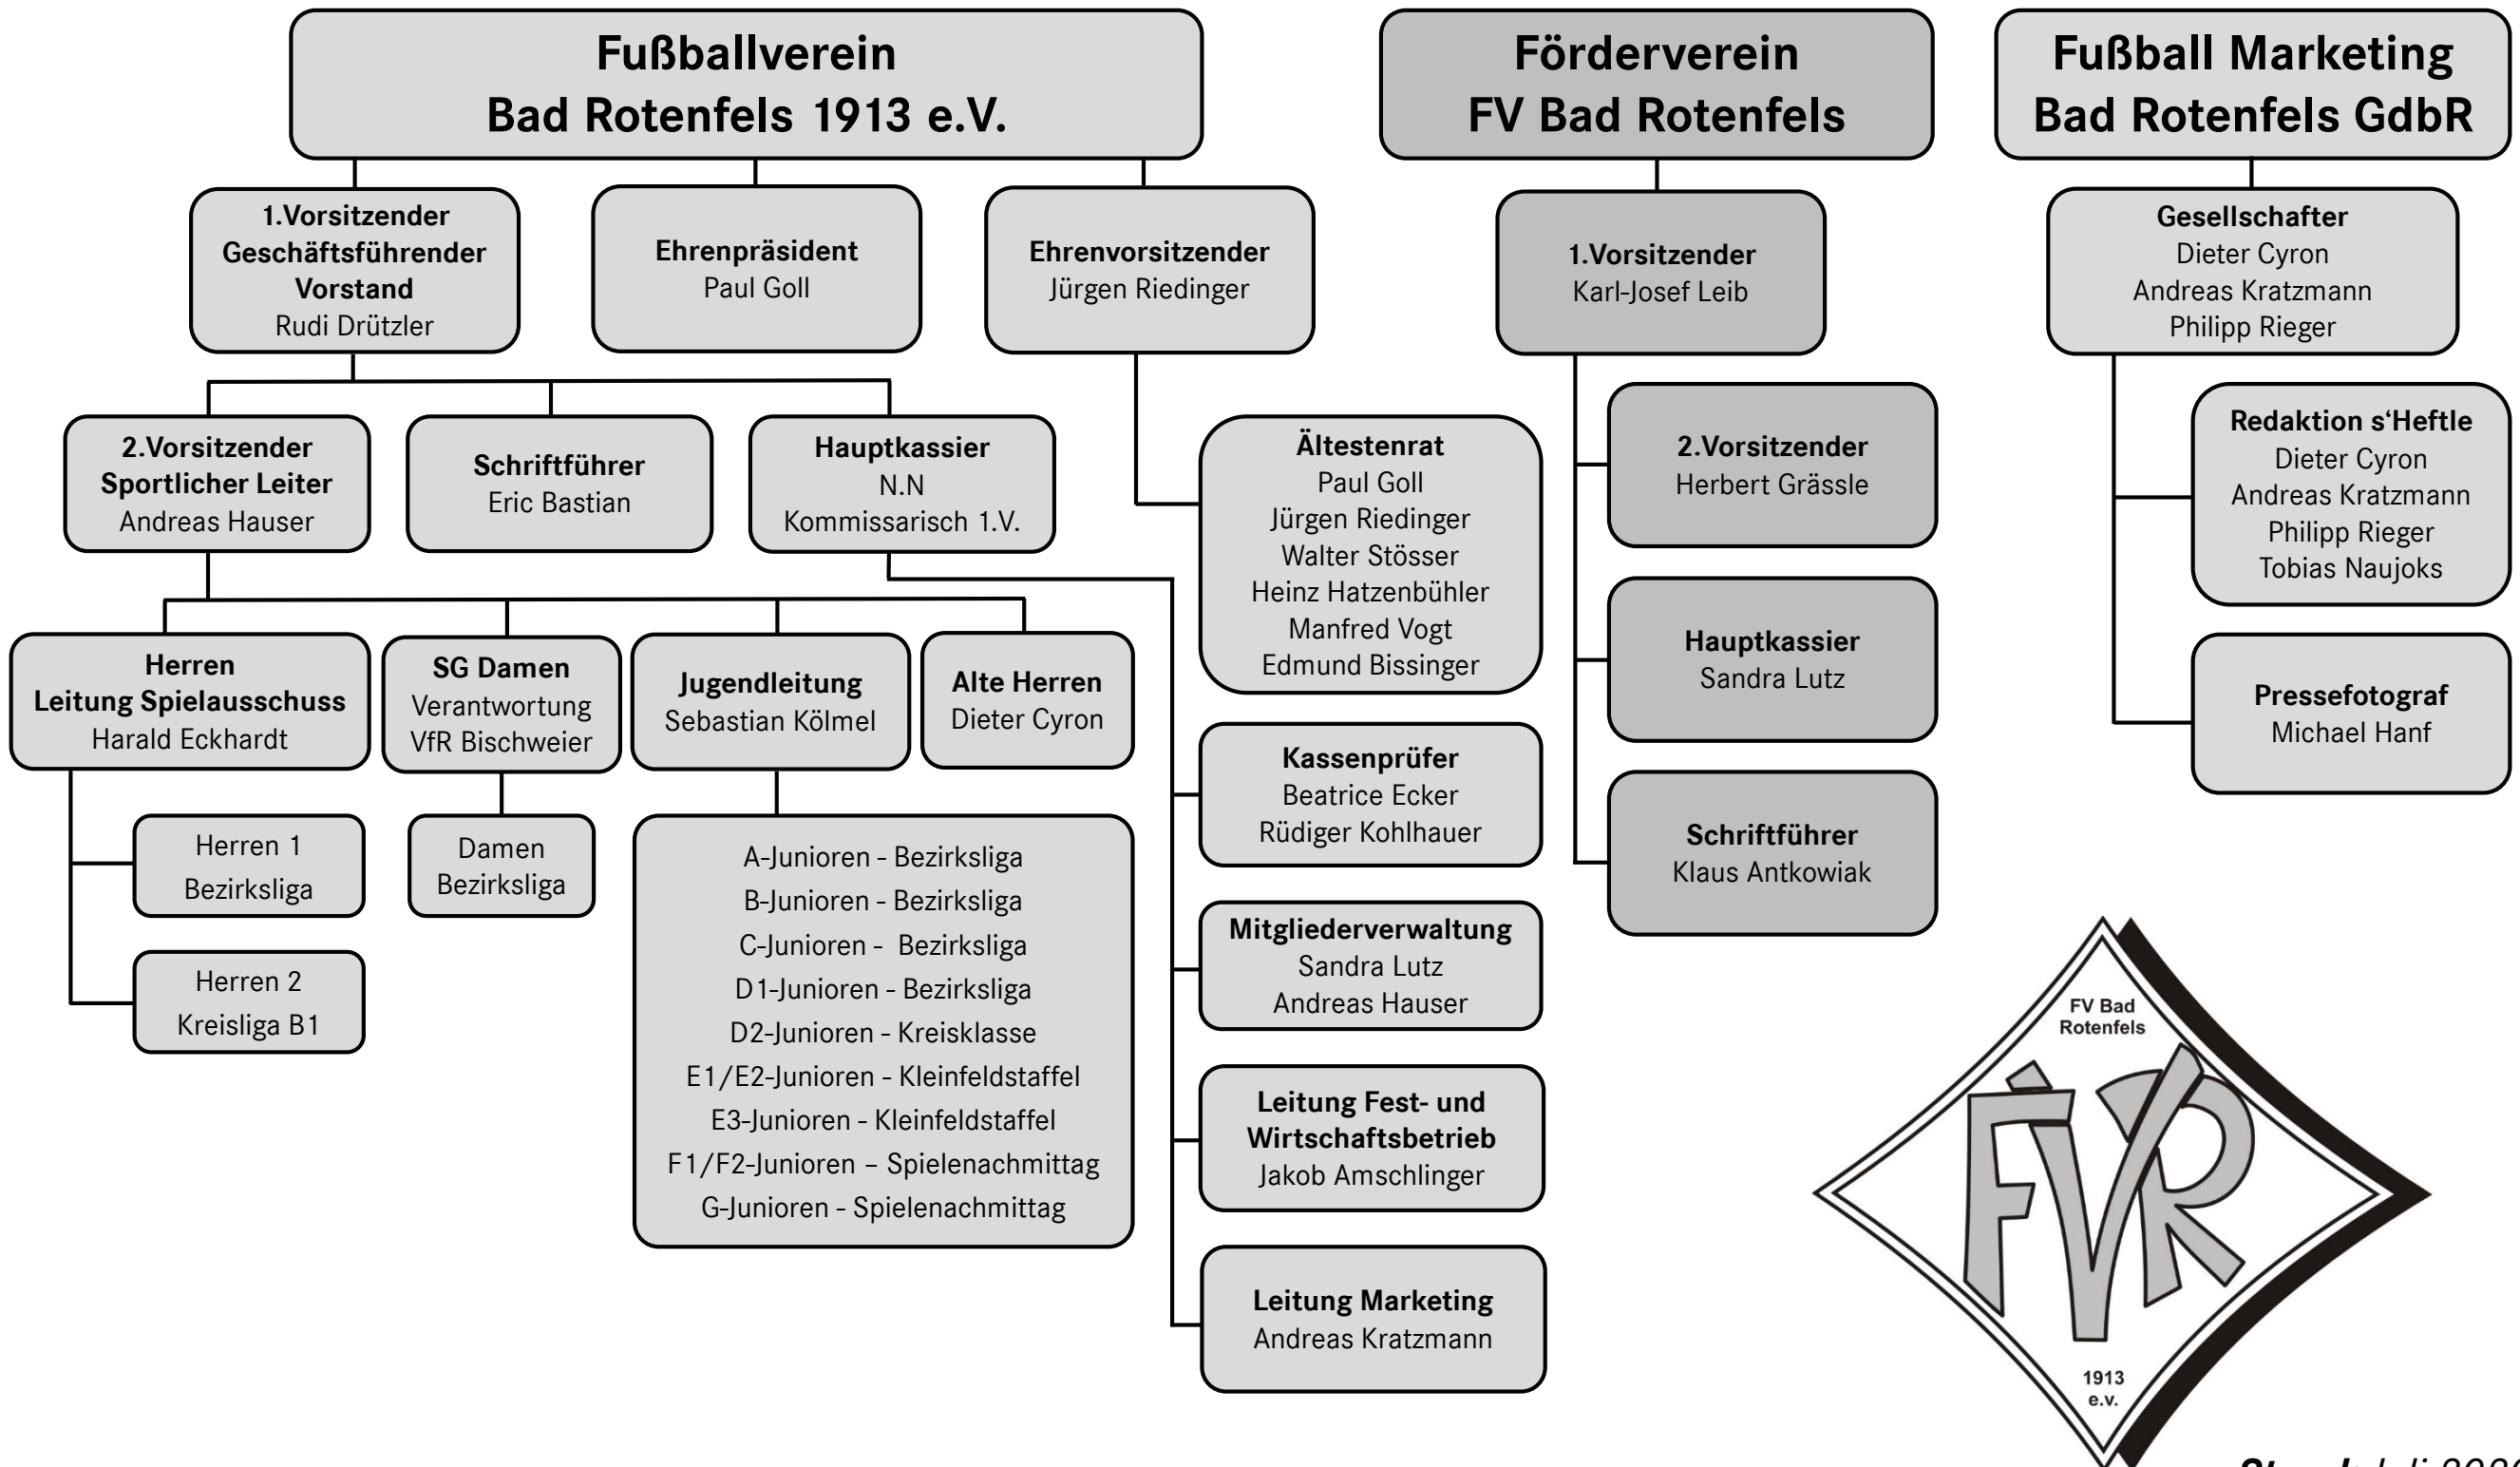 Fußballverein
Bad Rotenfels 1913 e.V.
Förderverein
FV Bad Rotenfels
Fußball Marketing
Bad Rotenfels GdbR
1.Vorsitzender
Geschäftsführender
Vorstand
Rudi Drützler
Ehrenpräsident
Paul Goll
Ehrenvorsitzender
Jürgen Riedinger
1.Vorsitzender
Karl-Josef Leib
Gesellschafter
Dieter Cyron
Andreas Kratzmann
Philipp Rieger
2.Vorsitzender
Sportlicher Leiter
Andreas Hauser
Schriftführer
Eric Bastian
Hauptkassier
N.N
Kommissarisch 1.V.
Ältestenrat
Paul Goll
Jürgen Riedinger
Walter Stösser
Heinz Hatzenbühler
Manfred Vogt
Edmund Bissinger
2.Vorsitzender
Herbert Grässle
Redaktion s‘Heftle
Dieter Cyron
Andreas Kratzmann
Philipp Rieger
Tobias Naujoks
Herren
Leitung Spielausschuss
Harald Eckhardt
SG Damen
Verantwortung
VfR Bischweier
Jugendleitung
Sebastian Kölmel
Alte Herren
Dieter Cyron
Hauptkassier
Sandra Lutz
Pressefotograf
Michael Hanf
Kassenprüfer
Beatrice Ecker
Rüdiger Kohlhauer
Schriftführer
Klaus Antkowiak
Herren 1
Bezirksliga
Damen
Bezirksliga
A-Junioren - Bezirksliga
B-Junioren - Bezirksliga
C-Junioren - Bezirksliga
D1-Junioren - Bezirksliga
D2-Junioren - Kreisklasse
E1/E2-Junioren - Kleinfeldstaffel
E3-Junioren - Kleinfeldstaffel
F1/F2-Junioren – Spielenachmittag
G-Junioren - Spielenachmittag
Herren 2
Kreisliga B1
Mitgliederverwaltung
Sandra Lutz
Andreas Hauser
Leitung Fest- und
Wirtschaftsbetrieb
Jakob Amschlinger
Leitung Marketing
Andreas Kratzmann
FV Bad
Rotenfels
FVR
1913
e.v.